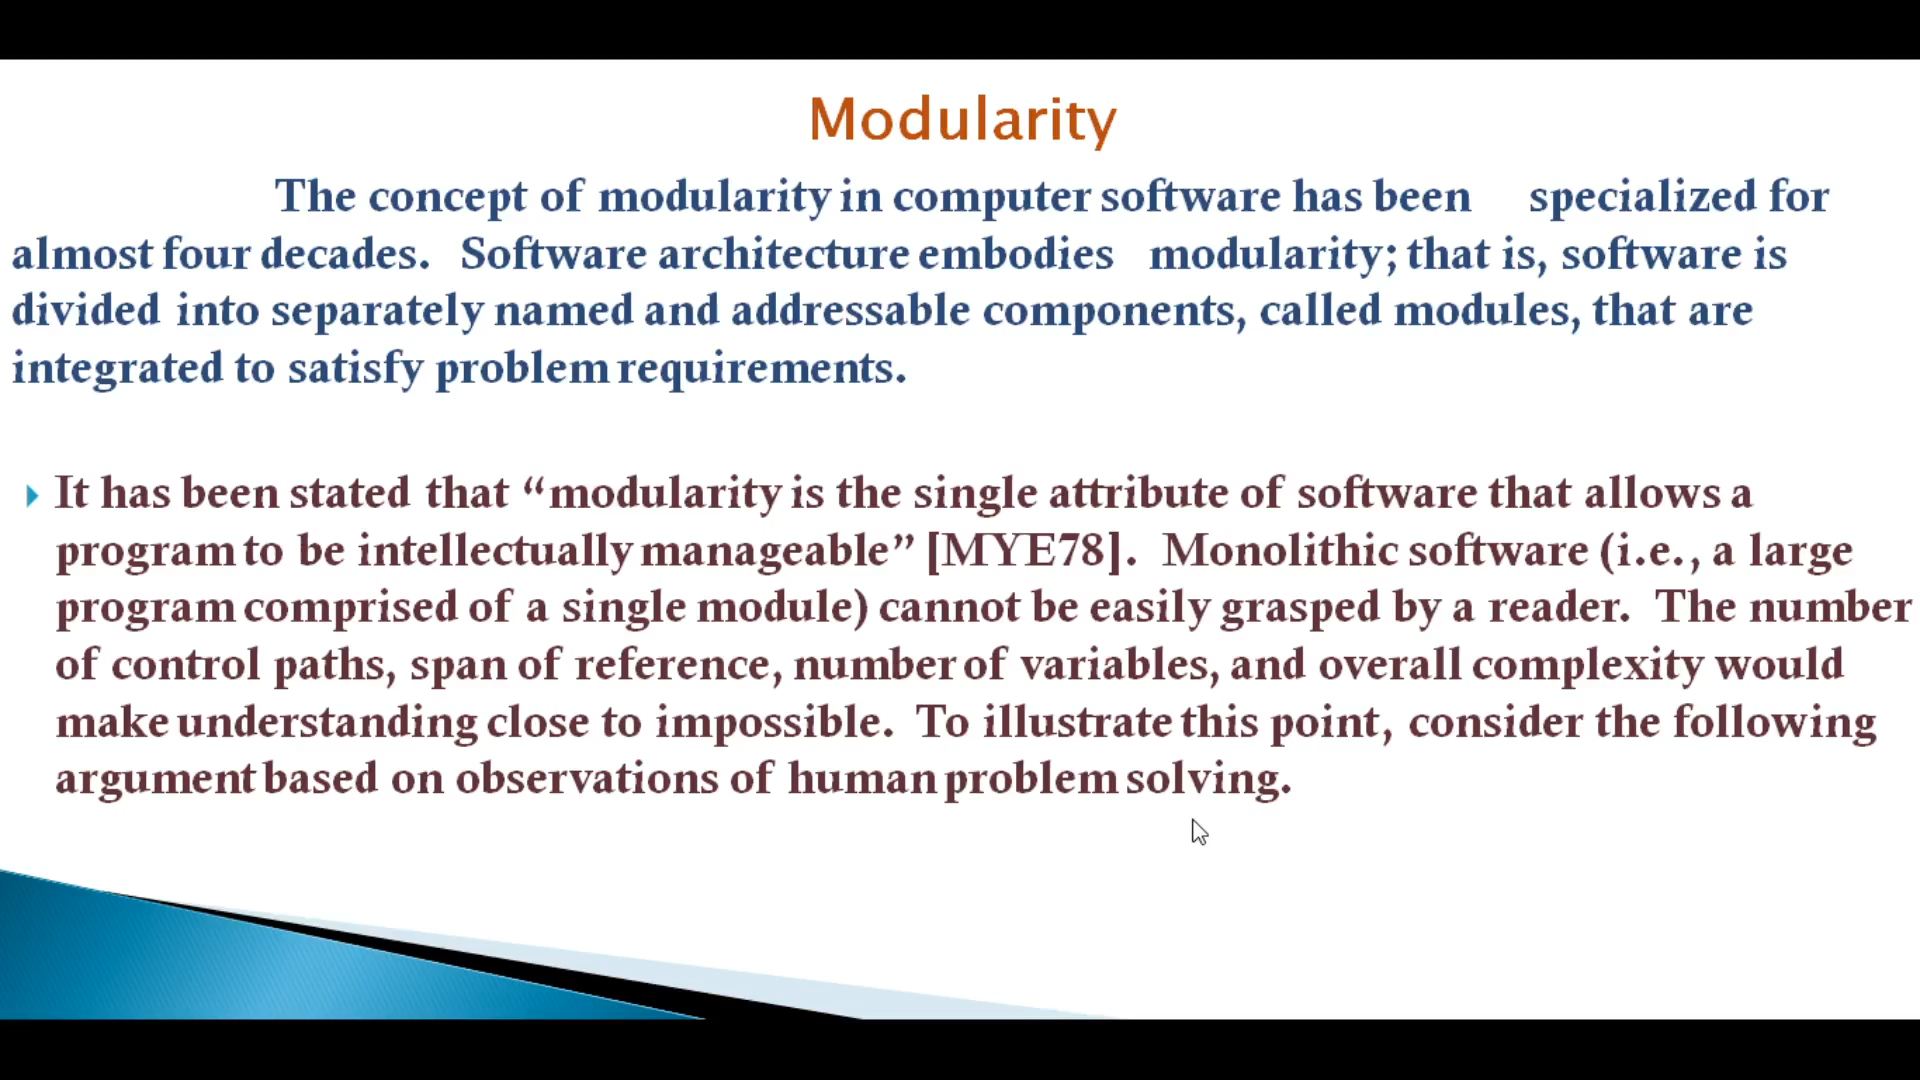 Modularity
The concept of modularity in computer software has been specialized for
almost four decades. Software architecture embodies modularity; that is, software is
divided into separately named and addressable components, called modules, that are
integrated to satisfy problem requirements.
It has been stated that “modularity is the single attribute of software that allows a
program to be intellectually manageable” [MYE78]. Monolithic software (i.e., a large
program comprised of a single module) cannot be easily grasped by a reader. The number
of control paths, span of reference, number of variables, and overall complexity would
make understanding close to impossible. To illustrate this point, consider the following
argument based on observations of human problem solving.